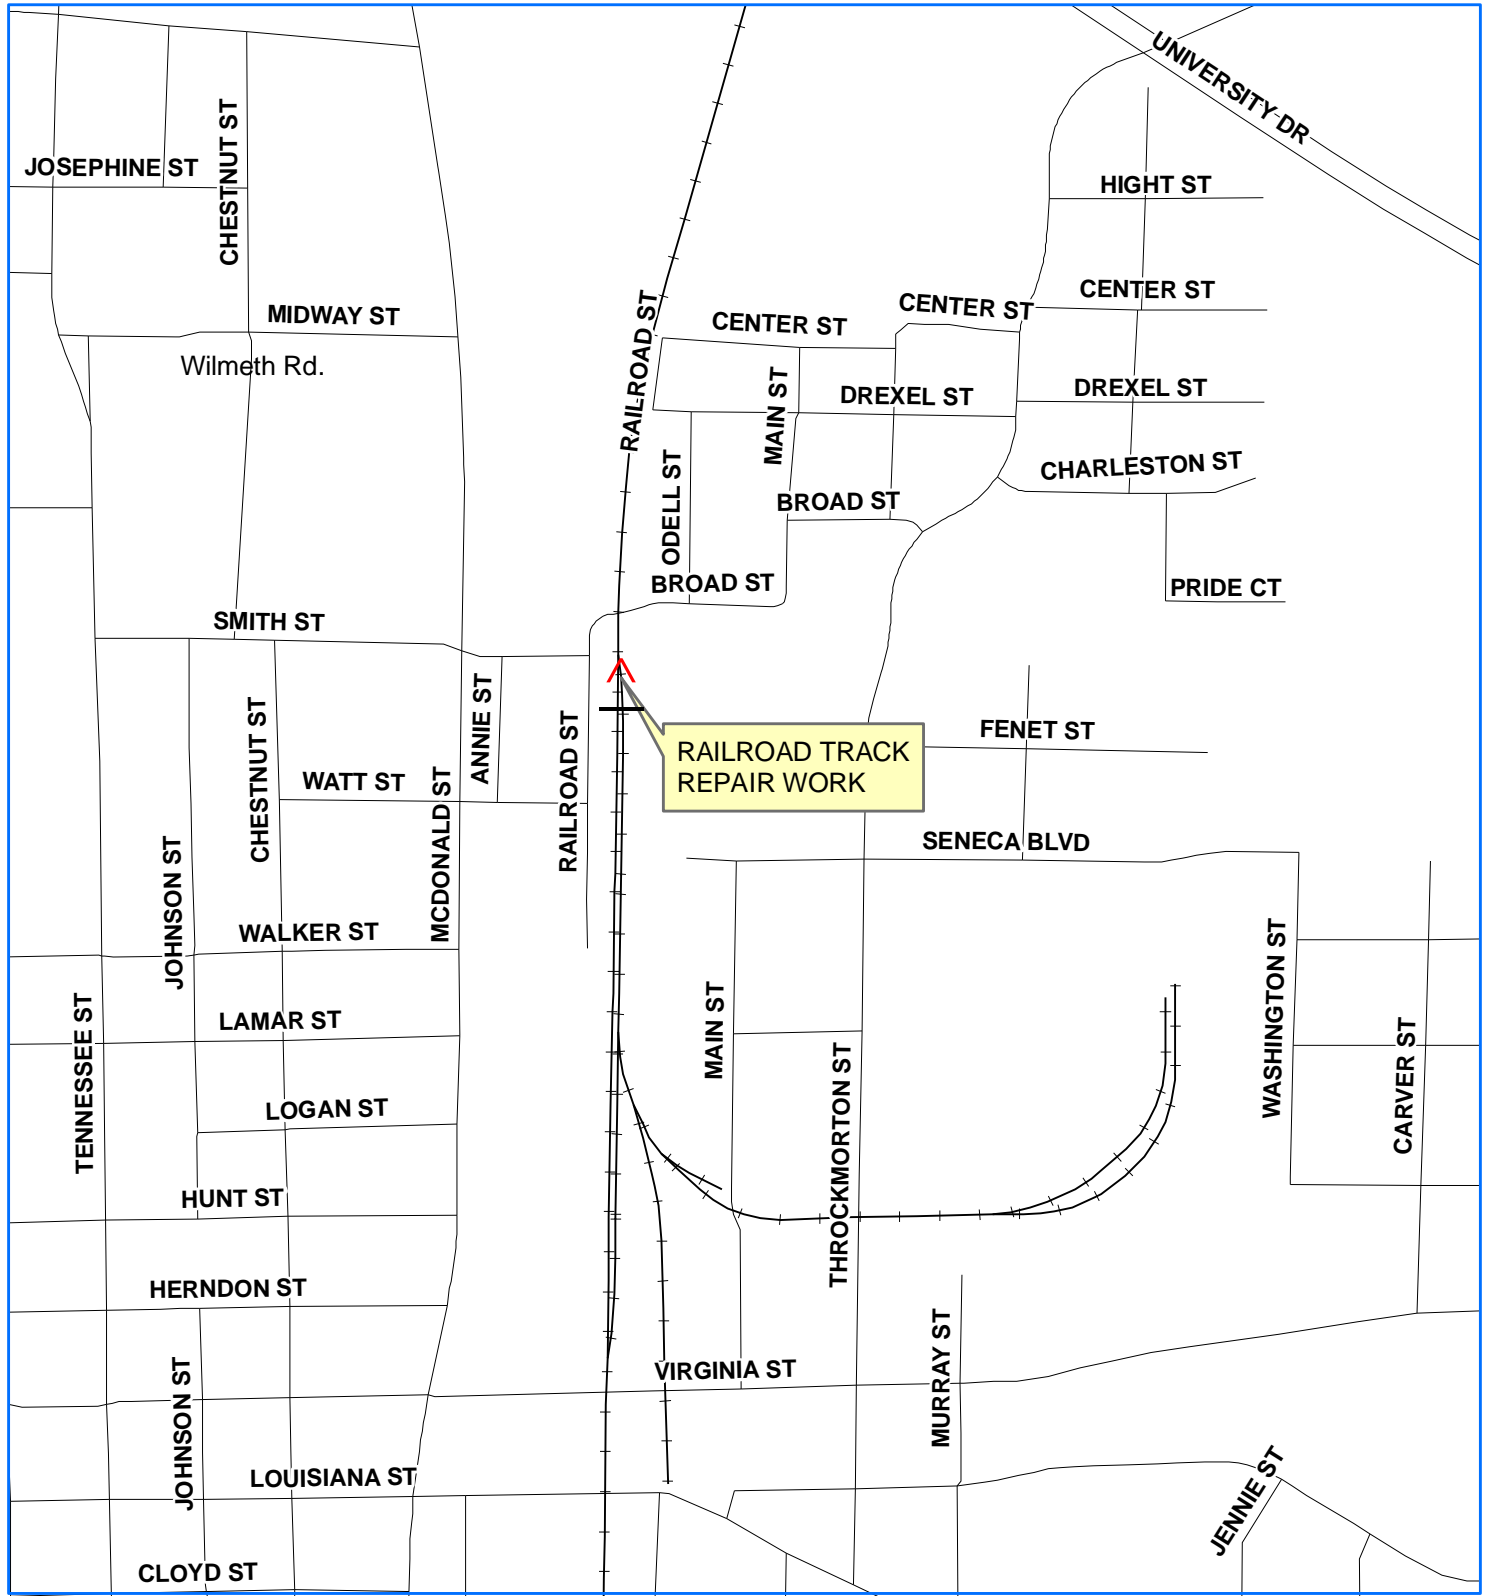 UNIVERSITY DR
CHESTNUT ST
JOSEPHINE ST
HIGHT ST
CENTER ST
CENTER ST
CENTER ST
RAILROAD ST
MIDWAY ST
Wilmeth Rd.
MAIN ST
DREXEL ST
DREXEL ST
CHARLESTON ST
ODELL ST
BROAD ST
BROAD ST
PRIDE CT
SMITH ST
ANNIE ST
CHESTNUT ST
RAILROAD ST
RAILROAD TRACK
REPAIR WORK
FENET ST
WATT ST
MCDONALD ST
JOHNSON ST
SENECA BLVD
WALKER ST
WASHINGTON ST
MAIN ST
TENNESSEE ST
LAMAR ST
CARVER ST
THROCKMORTON ST
LOGAN ST
HUNT ST
HERNDON ST
MURRAY ST
VIRGINIA ST
JOHNSON ST
LOUISIANA ST
JENNIE ST
CLOYD ST